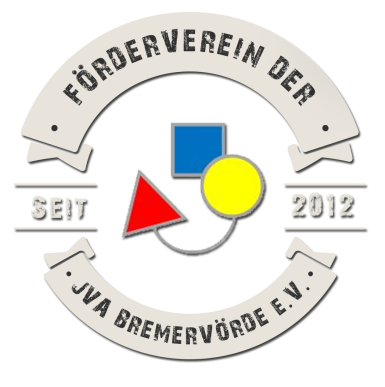 FÖRDERVEREIN DER
SEIT 2012
JVA BREMERVÖRDE E.V.